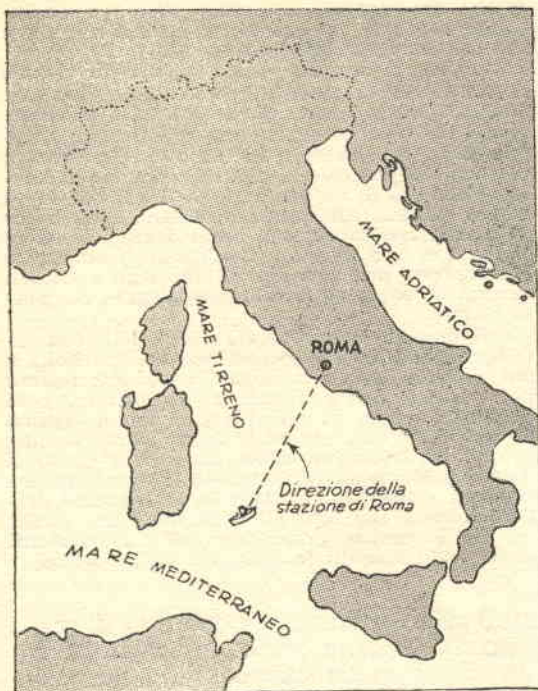 MARE ADRIATICO
MARE TIRRENO
ROMA
Direzione della
stazione di Roma
MARE MEDITERRANEO